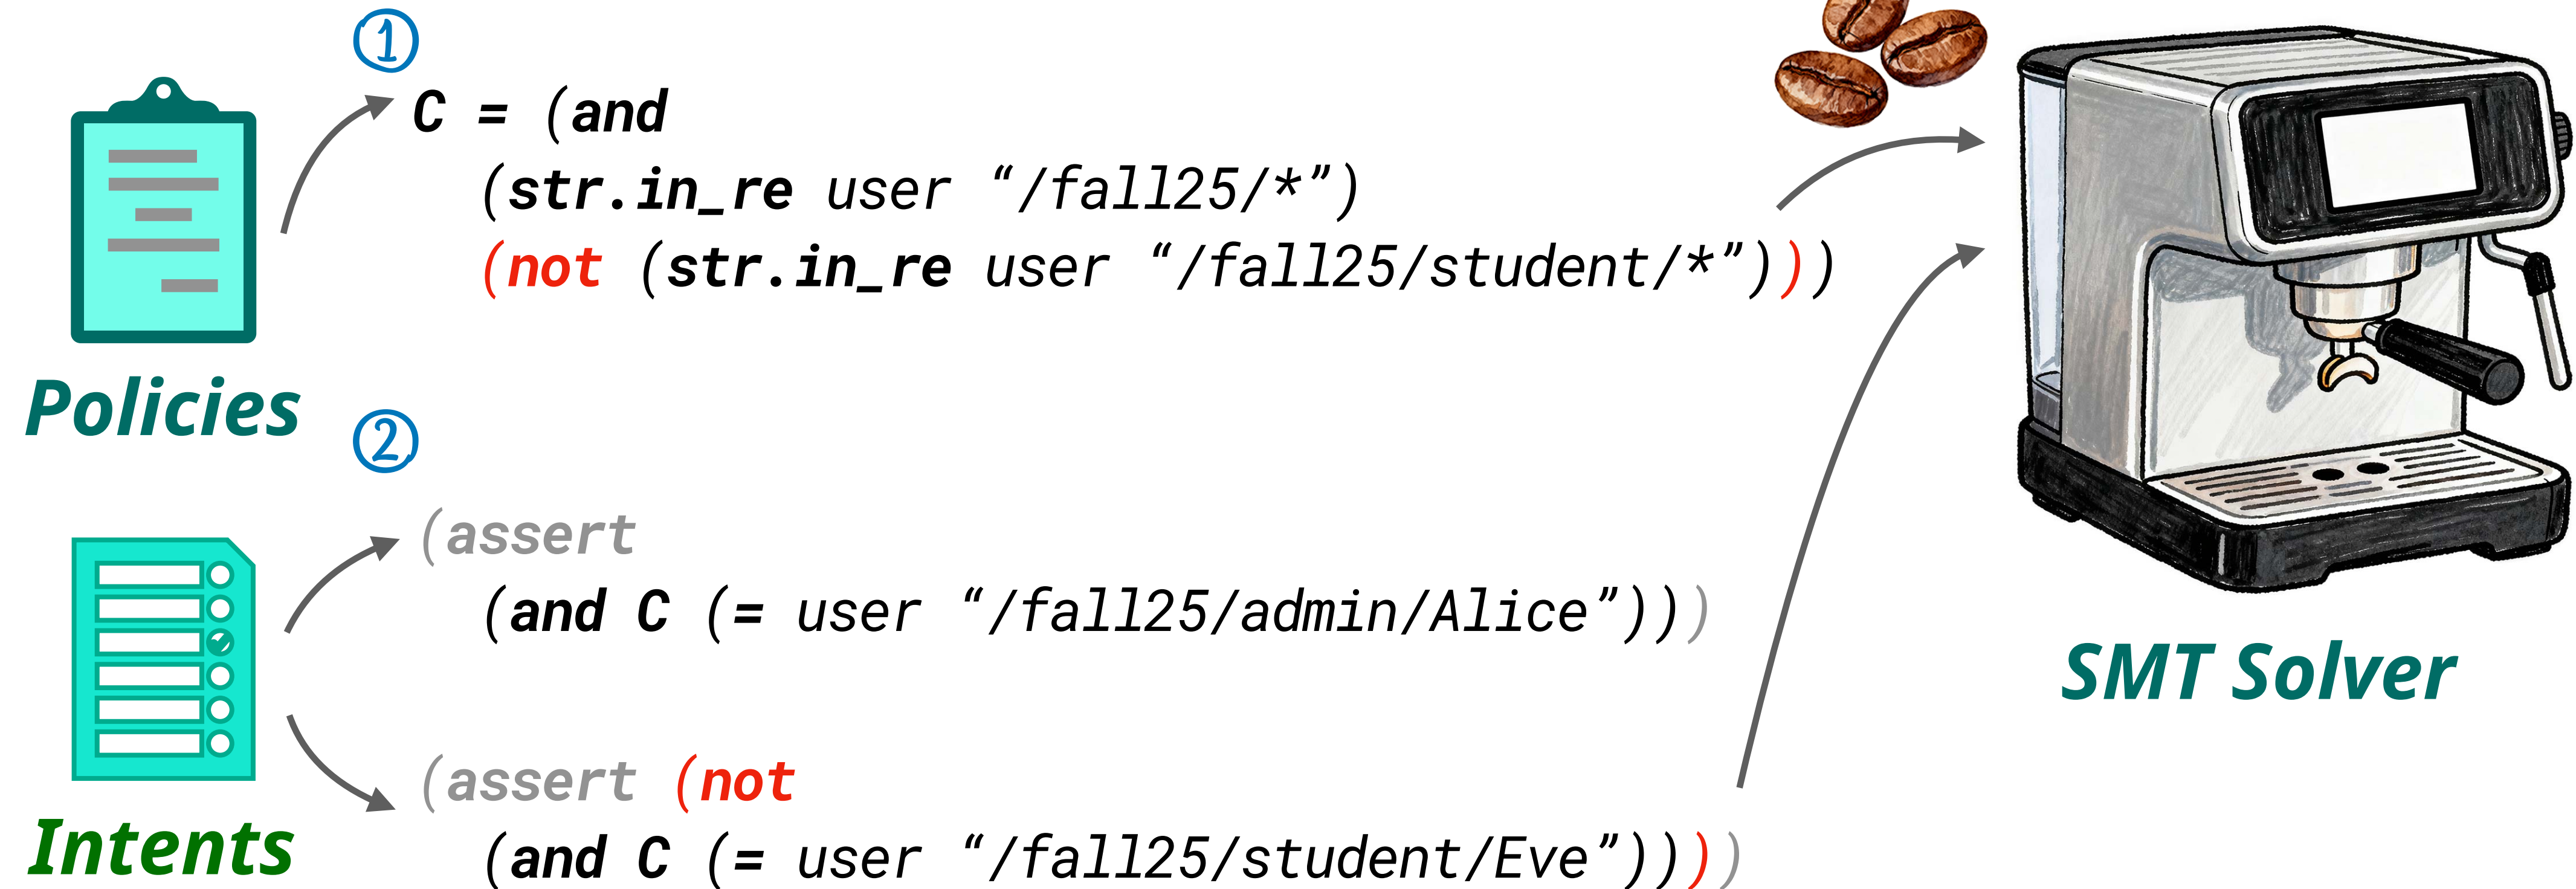 ①
C = (and
(str.in_re user “/fall25/*”)
(not (str.in_re user “/fall25/student/*”)))
Policies
②
(assert
(and C (= user “/fall25/admin/Alice”)))
(assert (not
(and C (= user “/fall25/student/Eve”))))
Intents
SMT Solver